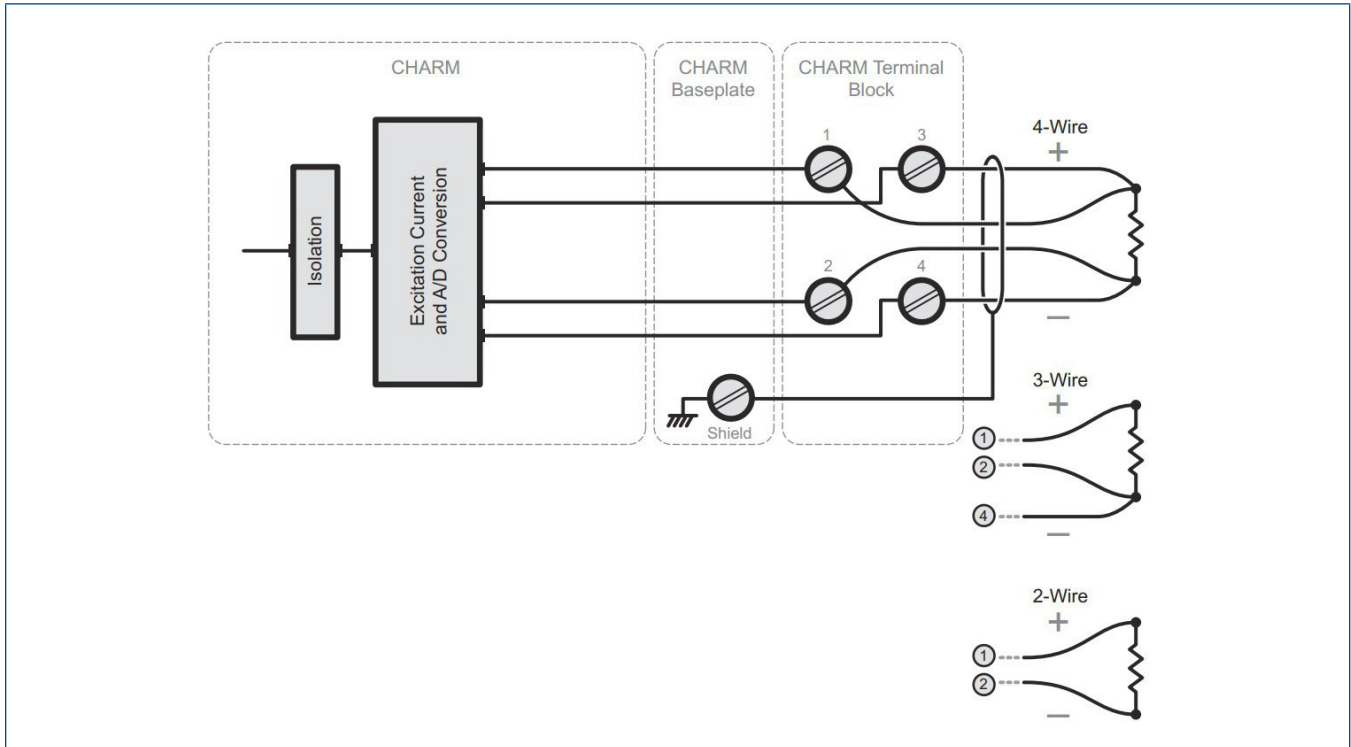 CHARM
CHARM
Baseplate
CHARM Terminal
Block
Isolation
Excitation Current
and A/D Conversion
1
3
2
4
Shield
4-Wire
+
—
3-Wire
+
1
2
4
—
2-Wire
+
1
2
—